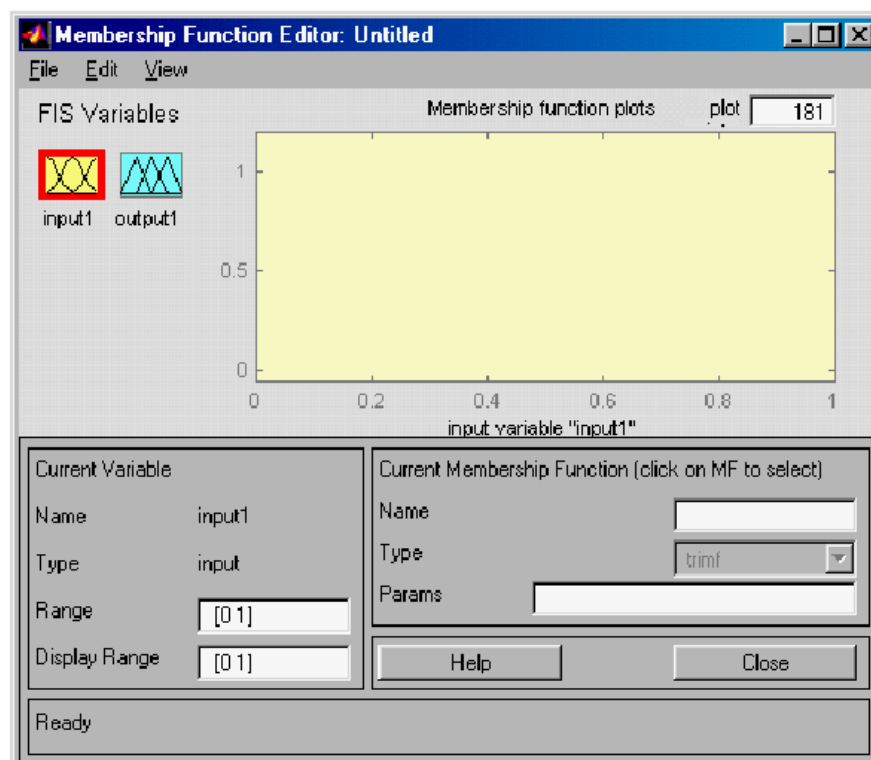 Membership Function Editor: Untitled
File Edit View
FIS Variables
Membership function plots
plot 181
input1 output1
1
0.5
0
0 0.2 0.4 0.6 0.8 1
input variable "input1"
Current Variable
Name input1
Type input
Range [0 1]
Display Range [0 1]
Current Membership Function (click on MF to select)
Name
Type trimf
Params
Help Close
Ready